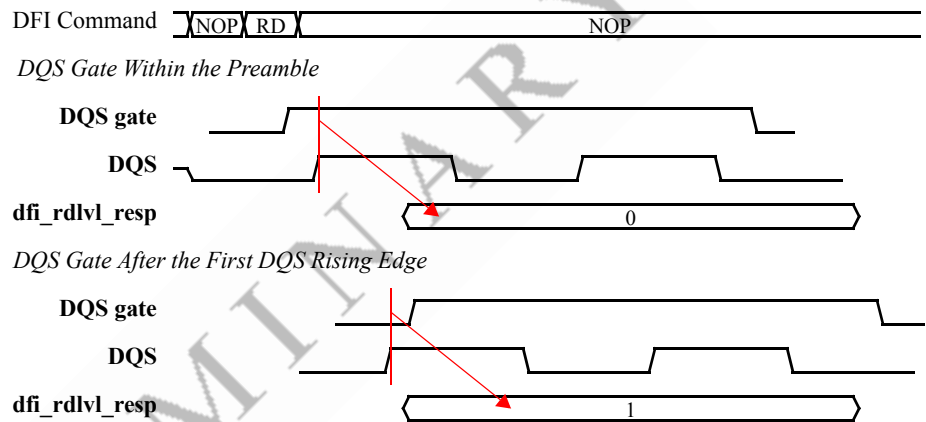 DFI Command NOP RD NOP
DQS Gate Within the Preamble
DQS gate
DQS
dfi_rdlvl_resp 0
DQS Gate After the First DQS Rising Edge
DQS gate
DQS
dfi_rdlvl_resp 1
MINARY